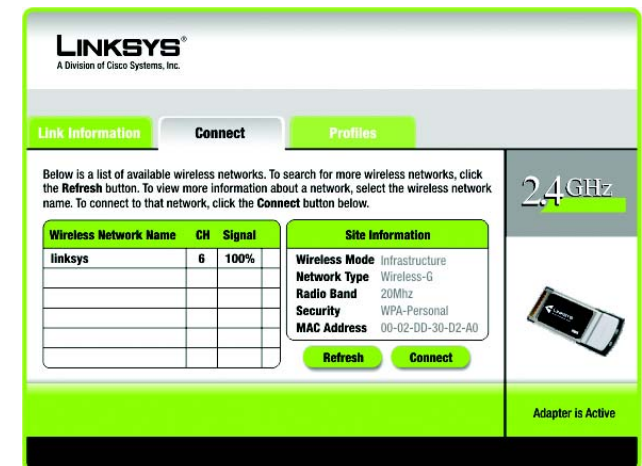 LINKSYS®
A Division of Cisco Systems, Inc.
Link Information
Connect
Profiles
Below is a list of available wireless networks. To search for more wireless networks, click
the Refresh button. To view more information about a network, select the wireless network
name. To connect to that network, click the Connect button below.
2.4GHz
Wireless Network Name CH Signal
linksys 6 100%
Site Information
Wireless Mode Infrastructure
Network Type Wireless-G
Radio Band 20Mhz
Security WPA-Personal
MAC Address 00-02-DD-30-D2-A0
Refresh
Connect
LINKSYS
Adapter is Active